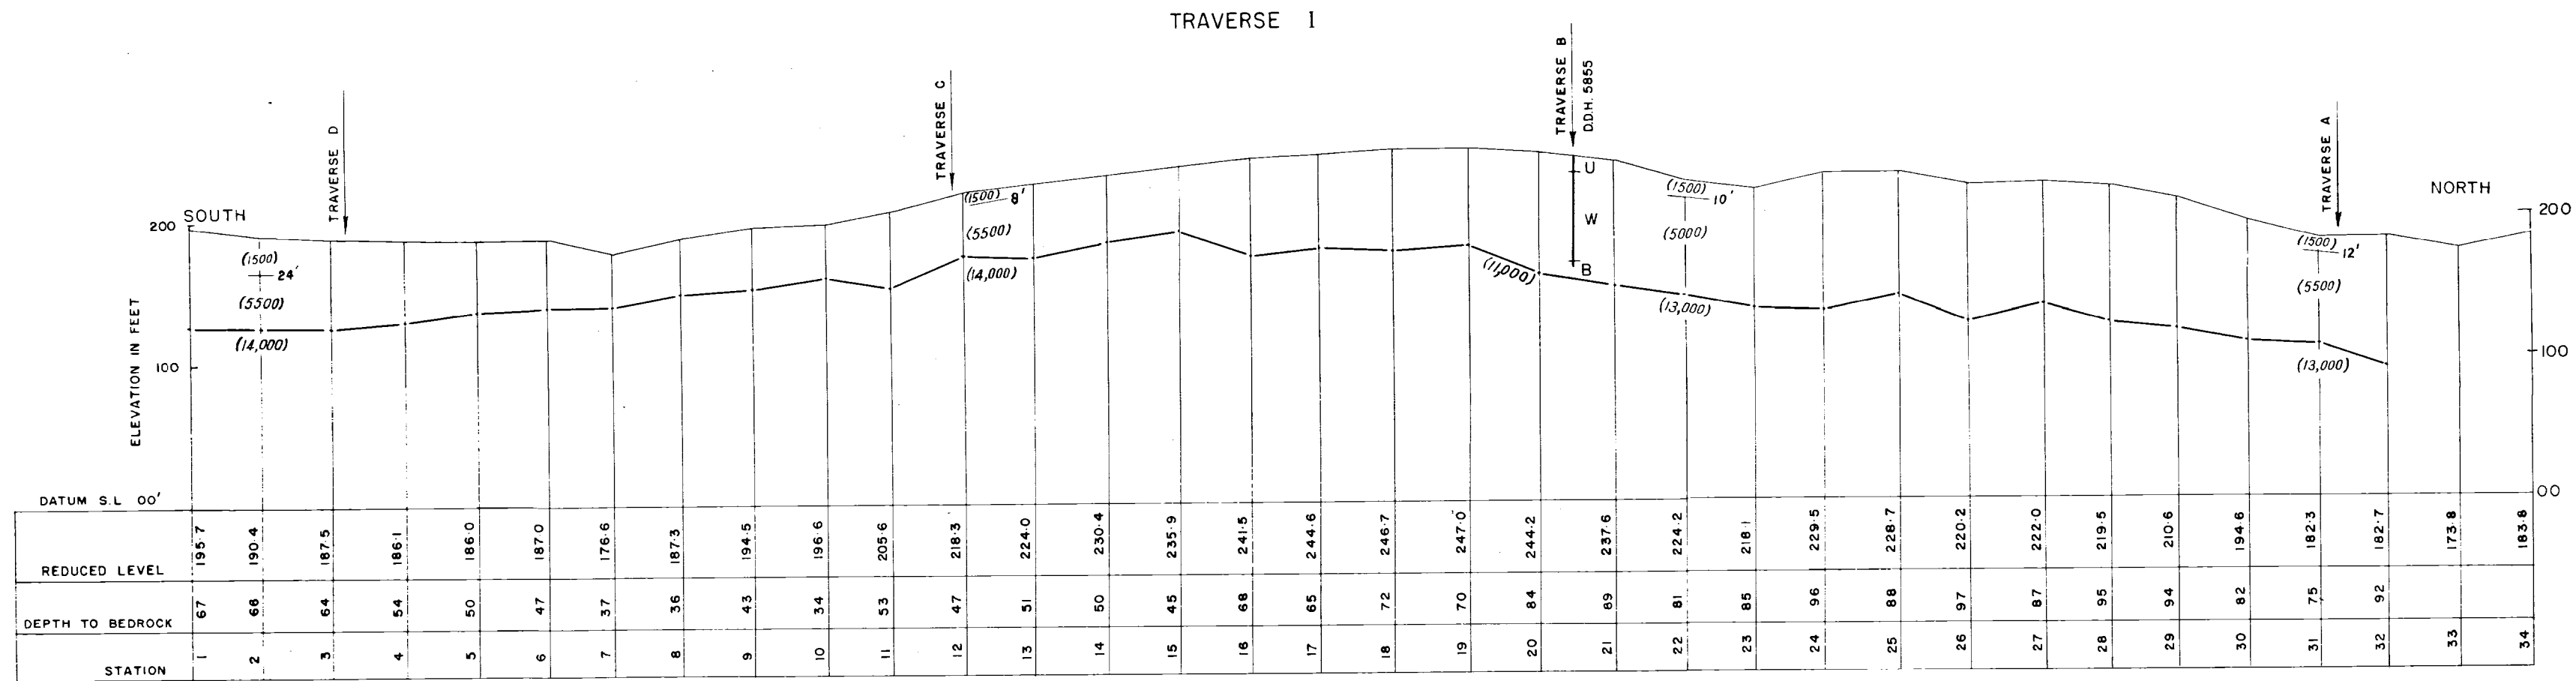 TRAVERSE 1
TRAVERSE D
TRAVERSE C
TRAVERSE B
D.D.H. 5855
TRAVERSE A
SOUTH
NORTH
200
100
ELEVATION IN FEET
200
100
00
(1500)
24'
(5500)
(14,000)
(1500)
8'
(5500)
(14,000)
U
W
B
(11,000)
(1500)
10'
(5000)
(13,000)
(1500)
12'
(5500)
(13,000)
DATUM S.L 00'
REDUCED LEVEL 195.7 190.4 187.5 186.1 186.0 187.0 176.6 187.3 194.5 196.6 205.6 218.3 224.0 230.4 235.9 241.5 244.6 246.7 247.0 244.2 237.6 224.2 218.1 229.5 228.7 220.2 222.0 219.5 210.6 194.6 182.3 182.7 173.8 183.8
DEPTH TO BEDROCK 67 66 64 54 50 47 37 36 43 34 53 47 51 50 45 68 65 72 70 84 89 81 85 96 88 97 87 95 94 82 75 92
STATION 1 2 3 4 5 6 7 8 9 10 11 12 13 14 15 16 17 18 19 20 21 22 23 24 25 26 27 28 29 30 31 32 33 34